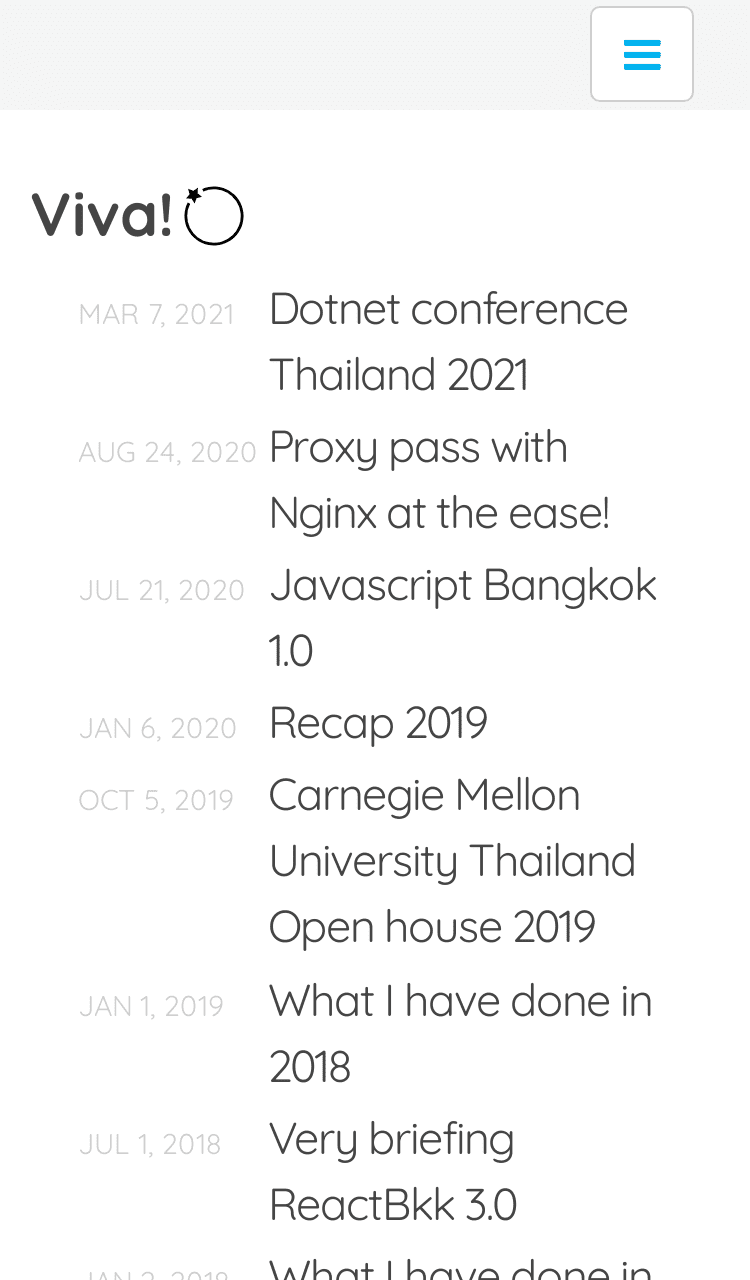 Viva!
MAR 7, 2021 Dotnet conference
Thailand 2021
AUG 24, 2020 Proxy pass with
Nginx at the ease!
JUL 21, 2020 Javascript Bangkok
1.0
JAN 6, 2020 Recap 2019
OCT 5, 2019 Carnegie Mellon
University Thailand
Open house 2019
JAN 1, 2019 What I have done in
2018
JUL 1, 2018 Very briefing
ReactBkk 3.0
JAN 2, 2018 What I have done in